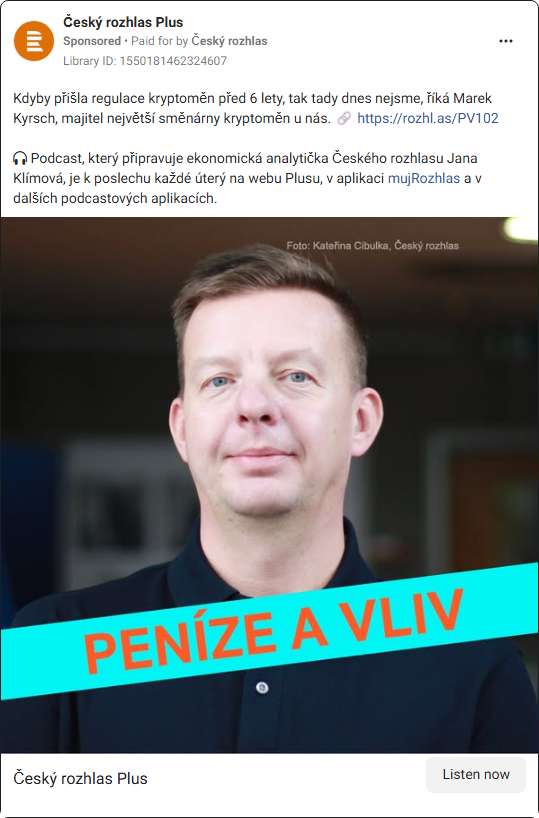 Český rozhlas Plus
Sponsored • Paid for by Český rozhlas
Library ID: 1550181462324607
Kdyby přišla regulace kryptoměn před 6 lety, tak tady dnes nejsme, říká Marek
Kyrsch, majitel největší směnárny kryptoměn u nás. 🔗 https://rozhl.as/PV102
🎧 Podcast, který připravuje ekonomická analytička Českého rozhlasu Jana
Klímová, je k poslechu každé úterý na webu Plusu, v aplikaci mujRozhlas a v
dalších podcastových aplikacích.
Foto: Kateřina Cibulka, Český rozhlas
PENÍZE A VLIV
Český rozhlas Plus
Listen now